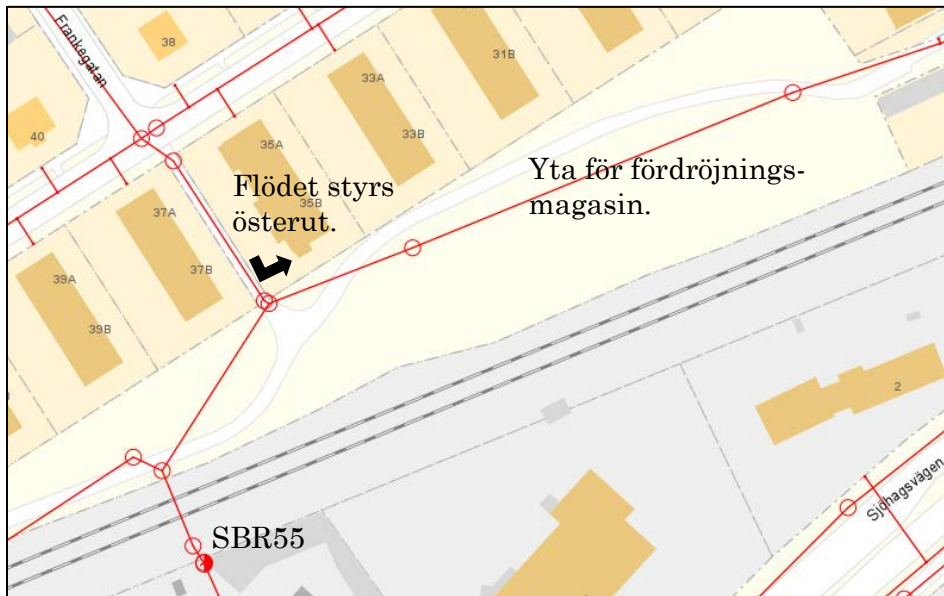 Frankegatan
38
40
31B
33A
33B
35A
35B
37A
37B
39A
39B
Flödet styrs
österut.
Yta för fördröjnings-
magasin.
2
Sjöhagsvägen
SBR55